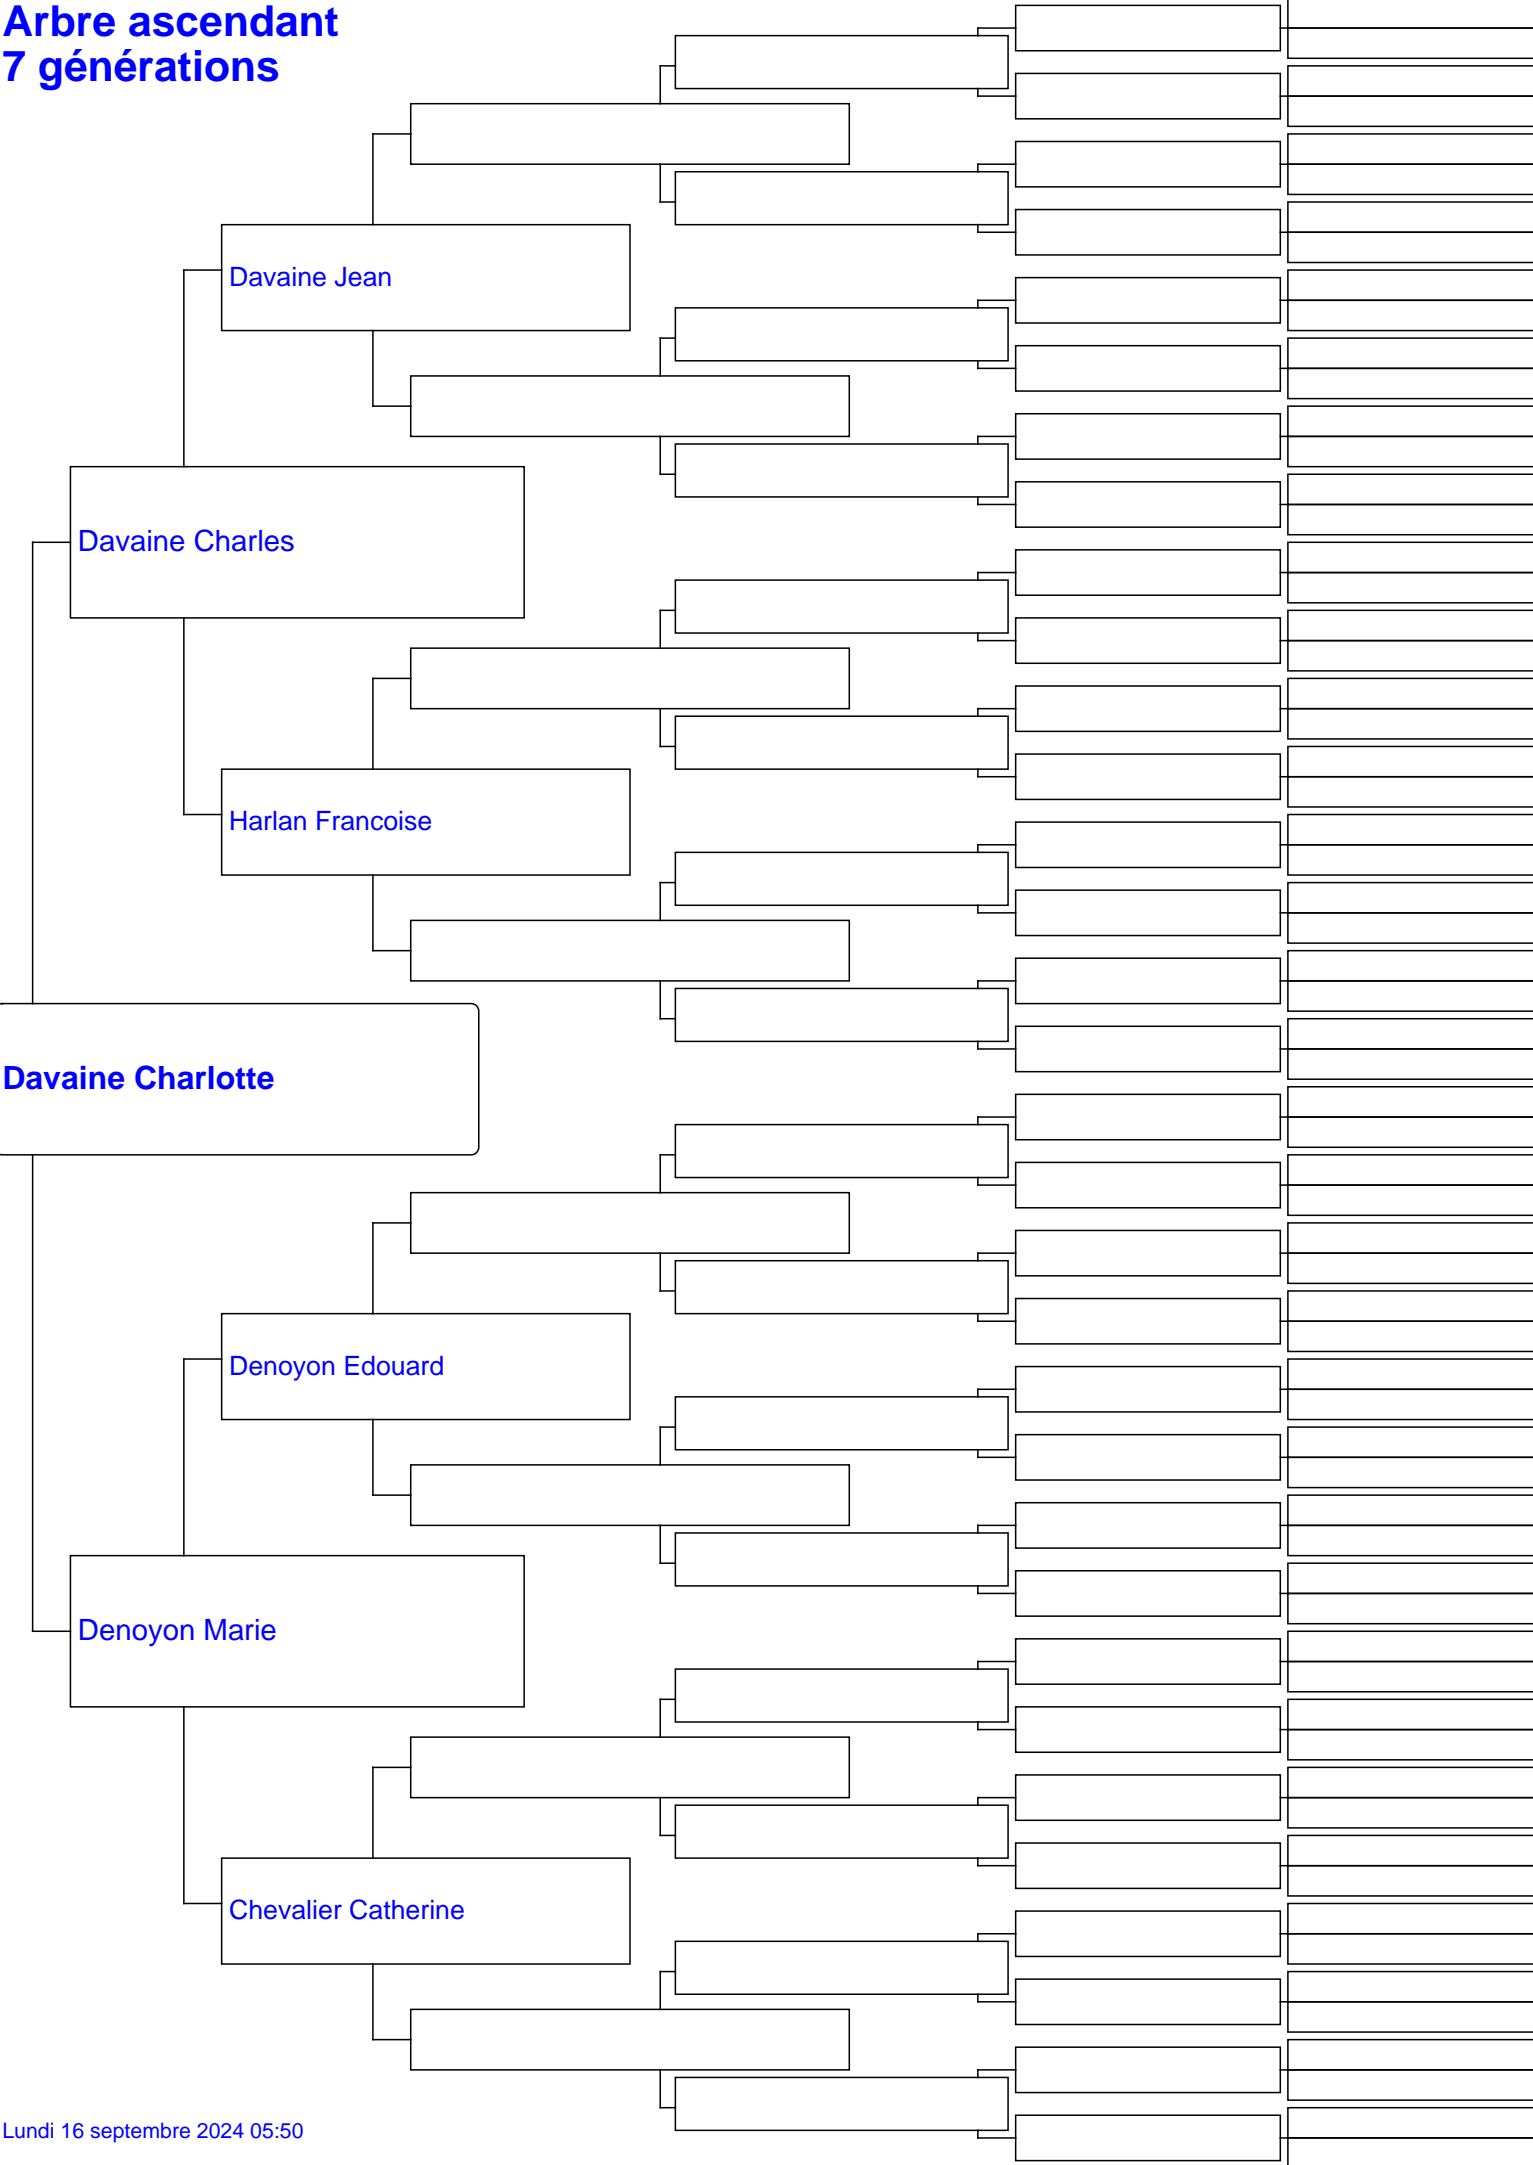 Arbre ascendant
7 générations
Davaine Jean
Davaine Charles
Harlan Francoise
Davaine Charlotte
Denoyon Edouard
Denoyon Marie
Chevalier Catherine
Lundi 16 septembre 2024 05:50